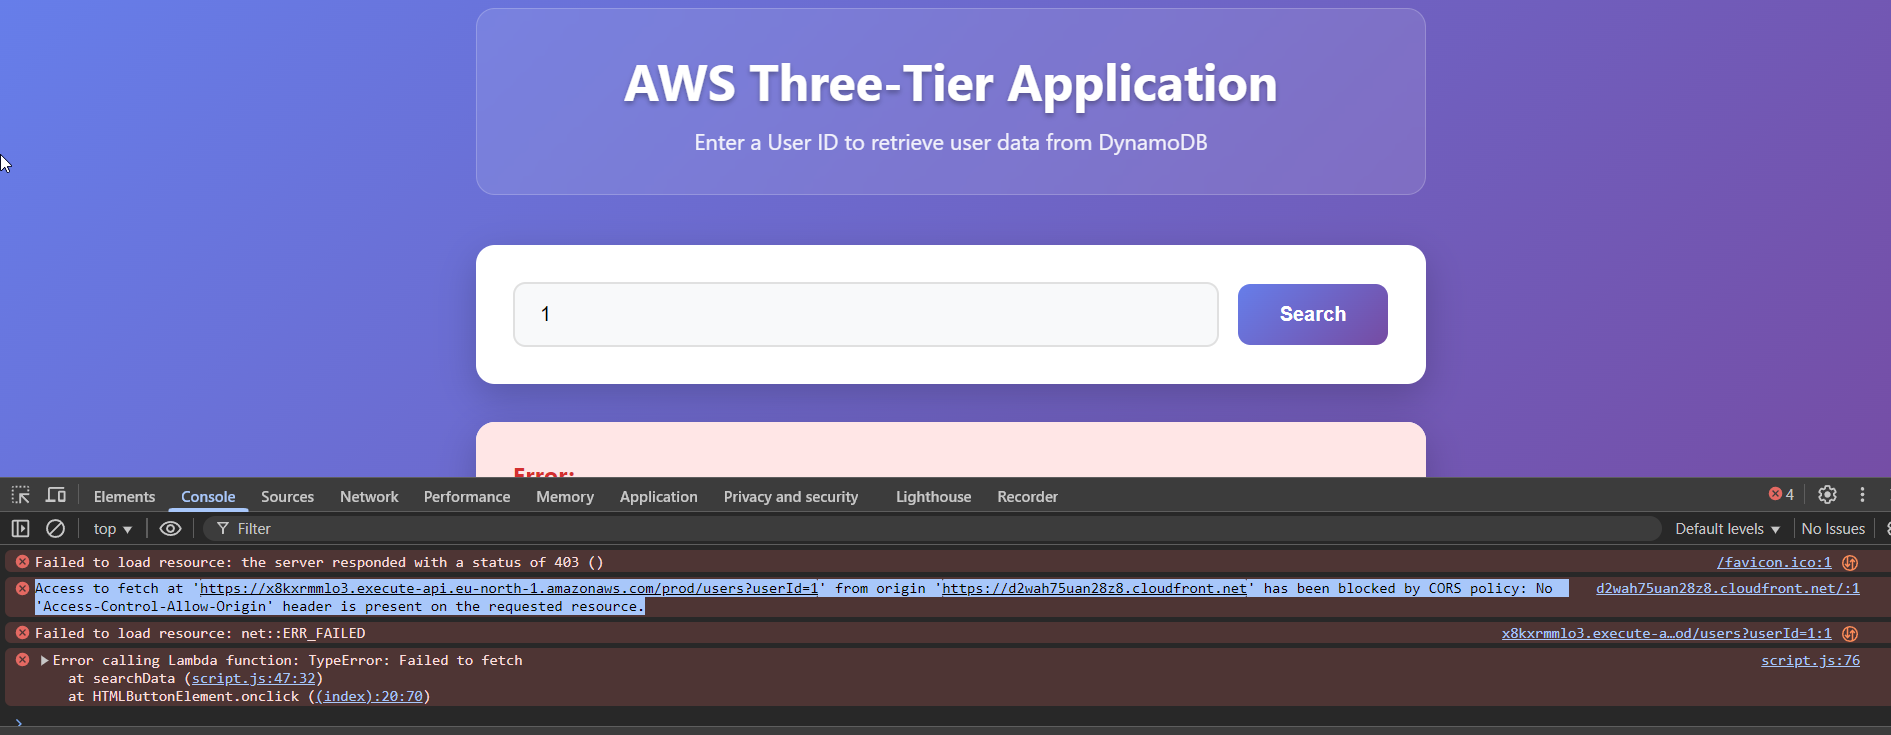 AWS Three-Tier Application
Enter a User ID to retrieve user data from DynamoDB
1
Search
Error:
Elements Console Sources Network Performance Memory Application Privacy and security Lighthouse Recorder 4
top Filter Default levels No Issues
Failed to load resource: the server responded with a status of 403 () /favicon.ico:1
Access to fetch at 'https://x8kxrmmlo3.execute-api.eu-north-1.amazonaws.com/prod/users?userId=1' from origin 'https://d2wah75uan28z8.cloudfront.net' has been blocked by CORS policy: No d2wah75uan28z8.cloudfront.net/:1
'Access-Control-Allow-Origin' header is present on the requested resource.
Failed to load resource: net::ERR_FAILED x8kxrmmlo3.execute-a…od/users?userId=1:1
Error calling Lambda function: TypeError: Failed to fetch script.js:76
at searchData (script.js:47:32)
at HTMLButtonElement.onclick ((index):20:70)